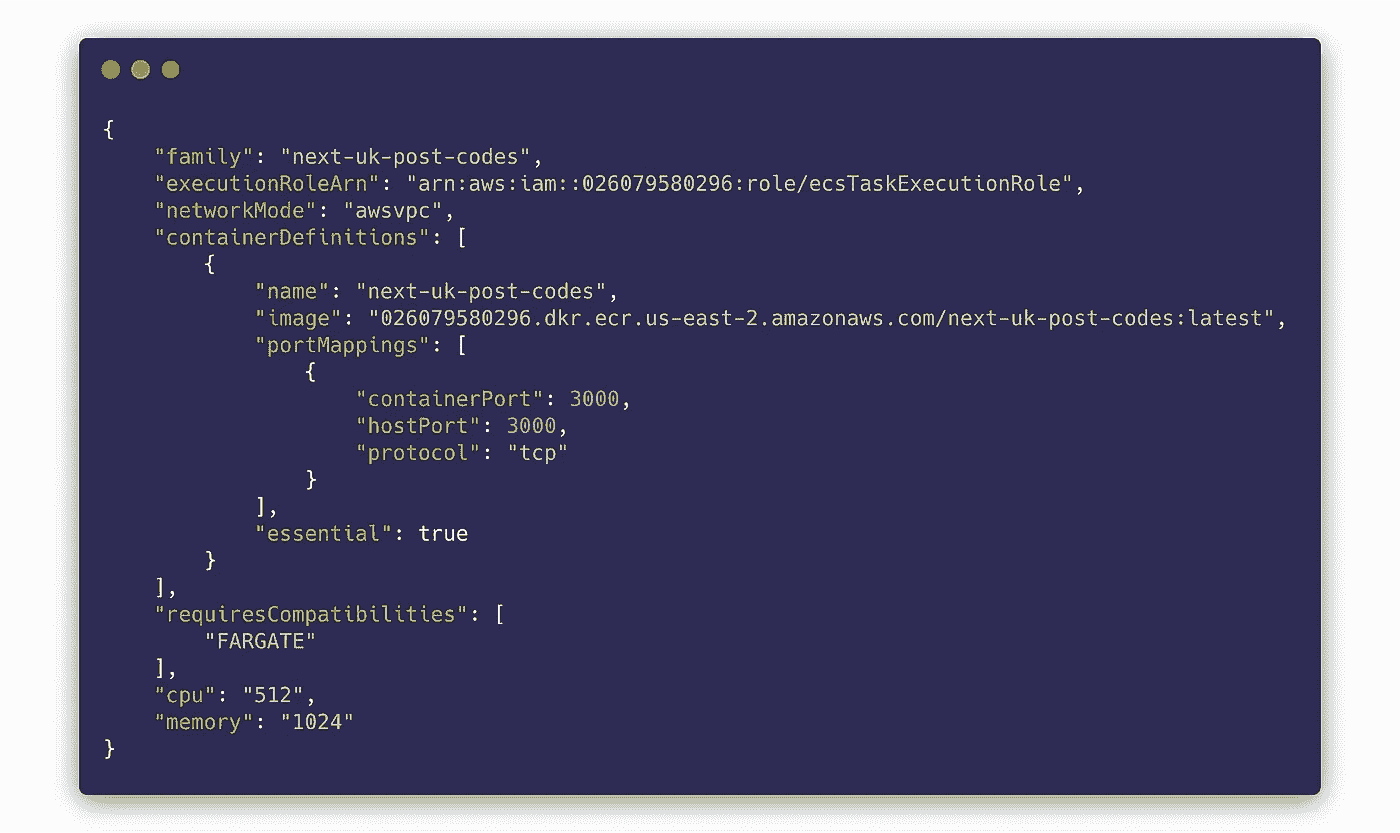 {
    "family": "next-uk-post-codes",
    "executionRoleArn": "arn:aws:iam::026079580296:role/ecsTaskExecutionRole",
    "networkMode": "awsvpc",
    "containerDefinitions": [
        {
            "name": "next-uk-post-codes",
            "image": "026079580296.dkr.ecr.us-east-2.amazonaws.com/next-uk-post-codes:latest",
            "portMappings": [
                {
                    "containerPort": 3000,
                    "hostPort": 3000,
                    "protocol": "tcp"
                }
            ],
            "essential": true
        }
    ],
    "requiresCompatibilities": [
        "FARGATE"
    ],
    "cpu": "512",
    "memory": "1024"
}